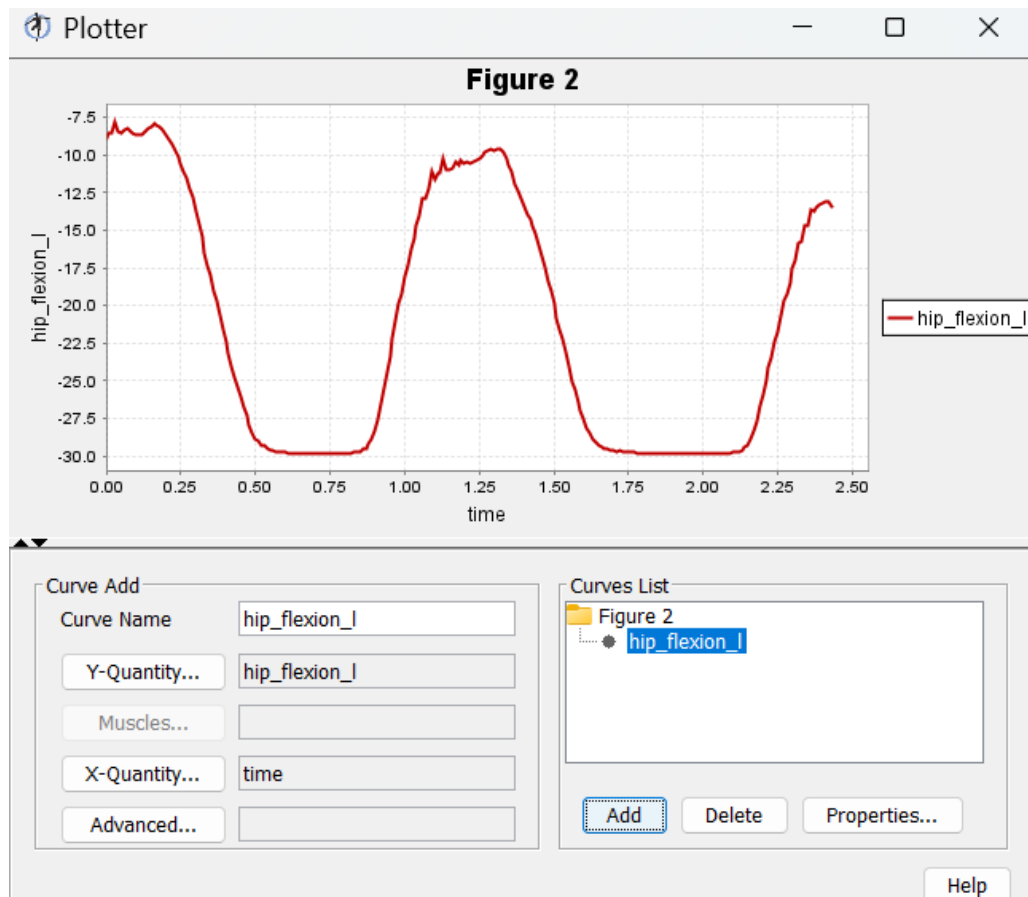 Plotter
Figure 2
-7.5
-10.0
-12.5
-15.0
-17.5
-20.0
-22.5
-25.0
-27.5
-30.0
hip_flexion_l
0.00 0.25 0.50 0.75 1.00 1.25 1.50 1.75 2.00 2.25 2.50
time
hip_flexion_l
Curve Add
Curve Name hip_flexion_l
Y-Quantity... hip_flexion_l
Muscles...
X-Quantity... time
Advanced...
Curves List
Figure 2
hip_flexion_l
Add Delete Properties...
Help